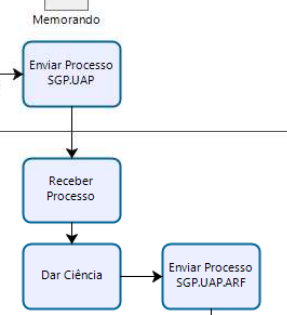 Memorando
Enviar Processo
SGP.UAP
Receber
Processo
Dar Ciência
Enviar Processo
SGP.UAP.ARF